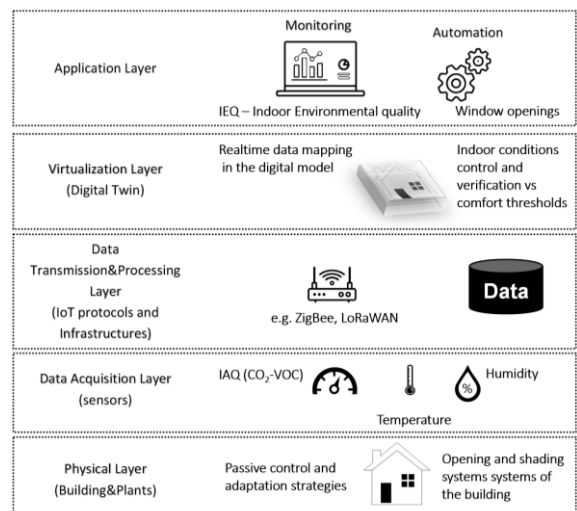 Application Layer
Monitoring
IEQ – Indoor Environmental quality
Automation
Window openings
Virtualization Layer
(Digital Twin)
Realtime data mapping
in the digital model
Indoor conditions
control and
verification vs
comfort thresholds
Data
Transmission&Processing
Layer
(IoT protocols and
Infrastructures)
e.g. ZigBee, LoRaWAN
Data
Data Acquisition Layer
(sensors)
IAQ (CO₂-VOC)
Temperature
%
Humidity
Physical Layer
(Building&Plants)
Passive control and
adaptation strategies
Opening and shading
systems systems of
the building